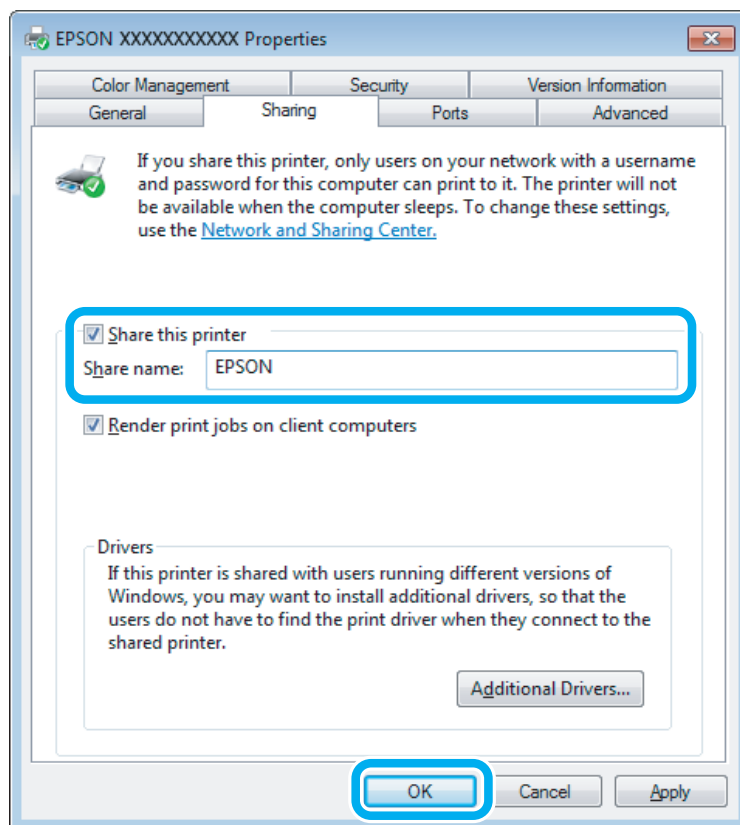 EPSON XXXXXXXXXXX Properties
Color Management Security Version Information
General Sharing Ports Advanced
If you share this printer, only users on your network with a username
and password for this computer can print to it. The printer will not
be available when the computer sleeps. To change these settings,
use the Network and Sharing Center.
Share this printer
Share name: EPSON
Render print jobs on client computers
Drivers
If this printer is shared with users running different versions of
Windows, you may want to install additional drivers, so that the
users do not have to find the print driver when they connect to the
shared printer.
Additional Drivers...
OK Cancel Apply